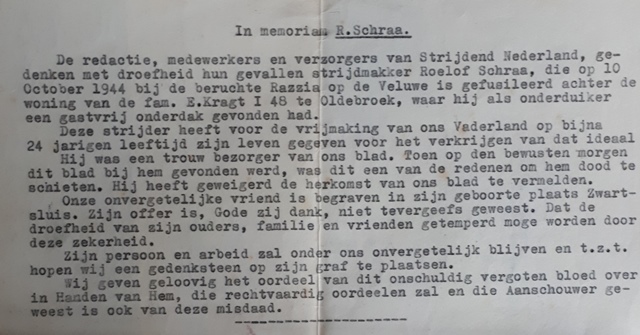 In memoriam R.Schraa.
De redactie, medewerkers en verzorgers van Strijdend Nederland, ge-
denken met droefheid hun gevallen strijdmakker Roelof Schraa, die op 10
October 1944 bij de beruchte Razzia op de Veluwe is gefusileerd achter de
woning van de fam. E.Kragt I 48 te Oldebroek, waar hij als onderduiker
een gastvrij onderdak gevonden had.
Deze strijder heeft voor de vrijmaking van ons Vaderland op bijna
24 jarigen leeftijd zijn leven gegeven voor het verkrijgen van dat ideaal
Hij was een trouw bezorger van ons blad. Toen op den bewusten morgen
dit blad bij hem gevonden werd, was dit een van de redenen om hem dood te
schieten. Hij heeft geweigerd de herkomst van ons blad te vermelden.
Onze onvergetelijke vriend is begraven in zijn geboorte plaats Zwart-
sluis. Zijn offer is, Gode zij dank, niet tevergeefs geweest. Dat de
droefheid van zijn ouders, familie en vrienden getemperd moge worden door
deze zekerheid.
Zijn persoon en arbeid zal onder ons onvergetelijk blijven en t.z.t.
hopen wij een gedenksteen op zijn graf te plaatsen.
Wij geven geloovig het oordeel van dit onschuldig vergoten bloed over
in Handen van Hem, die rechtvaardig oordeelen zal en die Aanschouwer ge-
weest is ook van deze misdaad.